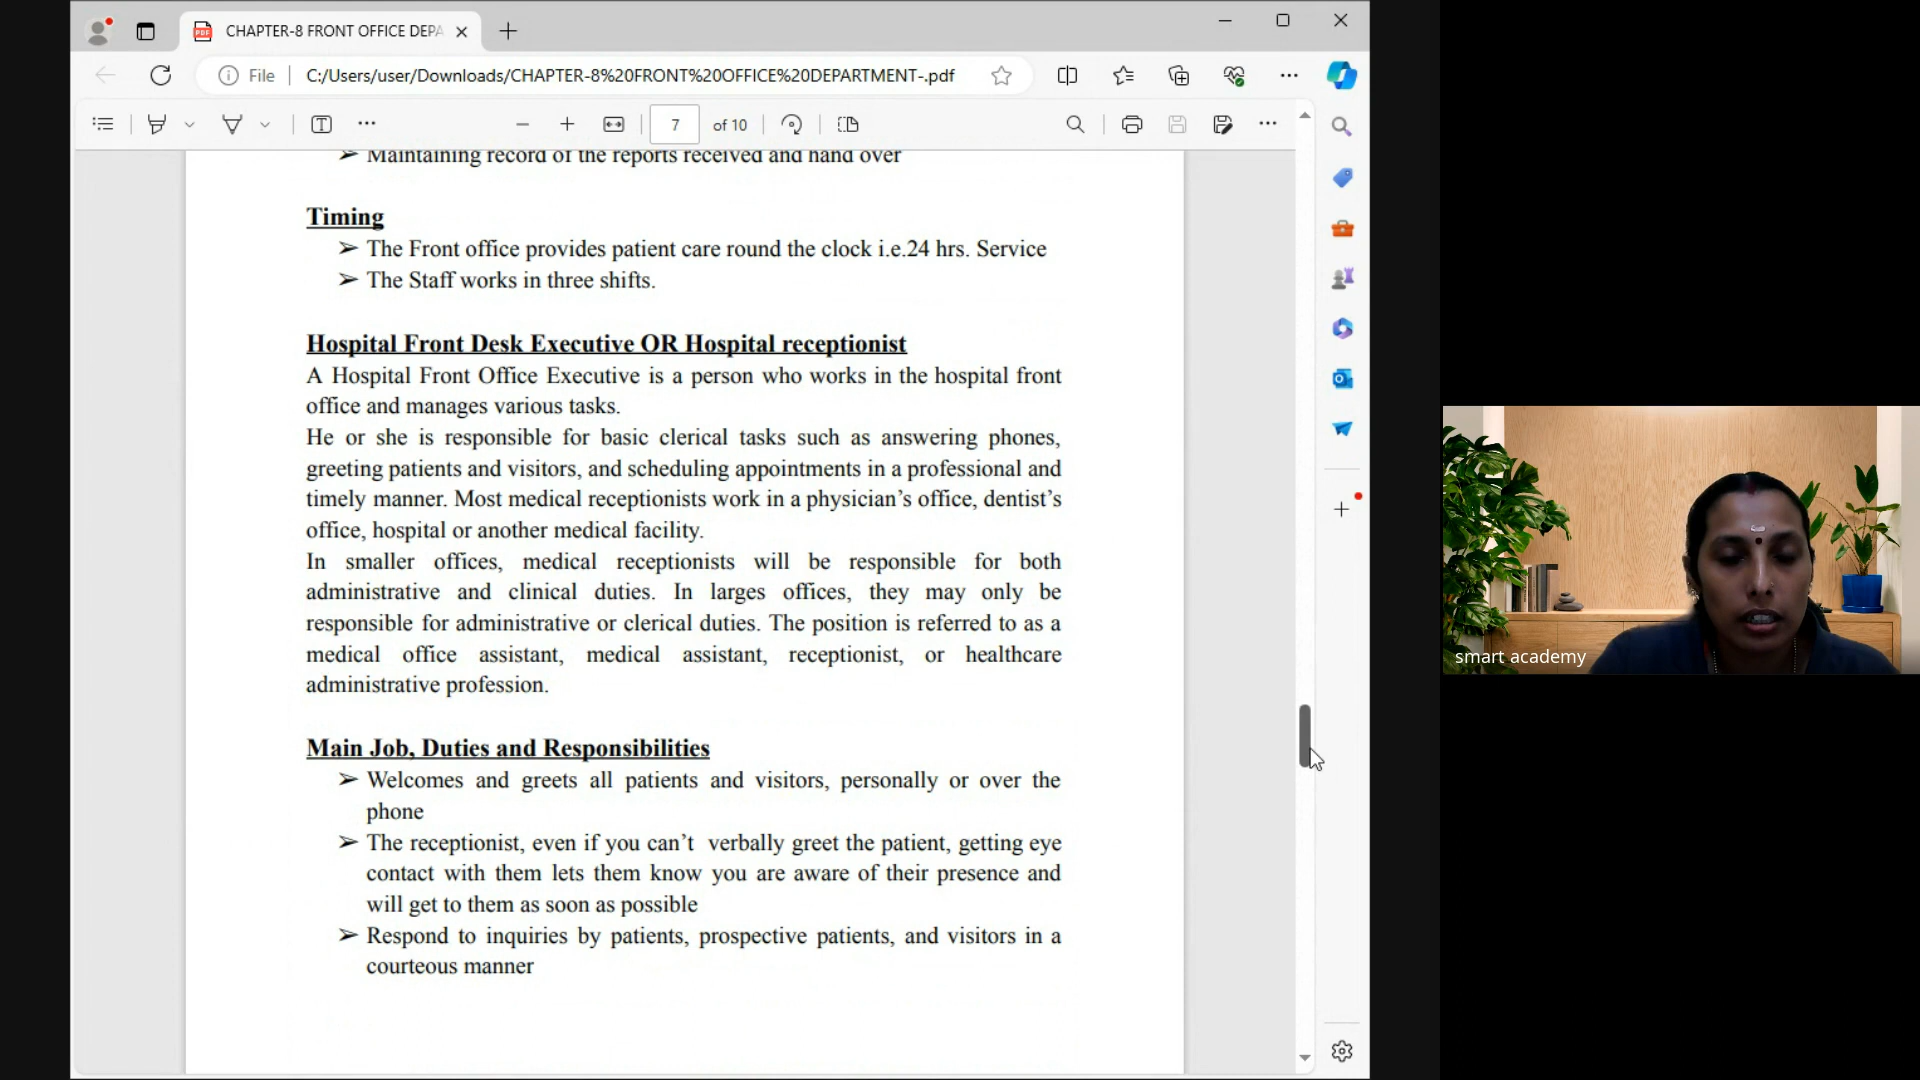 CHAPTER-8 FRONT OFFICE DEPA
File
C:/Users/user/Downloads/CHAPTER-8%20FRONT%20OFFICE%20DEPARTMENT-.pdf
7 of 10
➢ Maintaining record of the reports received and hand over
Timing
➢ The Front office provides patient care round the clock i.e.24 hrs. Service
➢ The Staff works in three shifts.
Hospital Front Desk Executive OR Hospital receptionist
A Hospital Front Office Executive is a person who works in the hospital front
office and manages various tasks.
He or she is responsible for basic clerical tasks such as answering phones,
greeting patients and visitors, and scheduling appointments in a professional and
timely manner. Most medical receptionists work in a physician’s office, dentist’s
office, hospital or another medical facility.
In smaller offices, medical receptionists will be responsible for both
administrative and clinical duties. In larges offices, they may only be
responsible for administrative or clerical duties. The position is referred to as a
medical office assistant, medical assistant, receptionist, or healthcare
administrative profession.
Main Job, Duties and Responsibilities
➢ Welcomes and greets all patients and visitors, personally or over the
phone
➢ The receptionist, even if you can’t verbally greet the patient, getting eye
contact with them lets them know you are aware of their presence and
will get to them as soon as possible
➢ Respond to inquiries by patients, prospective patients, and visitors in a
courteous manner
smart academy